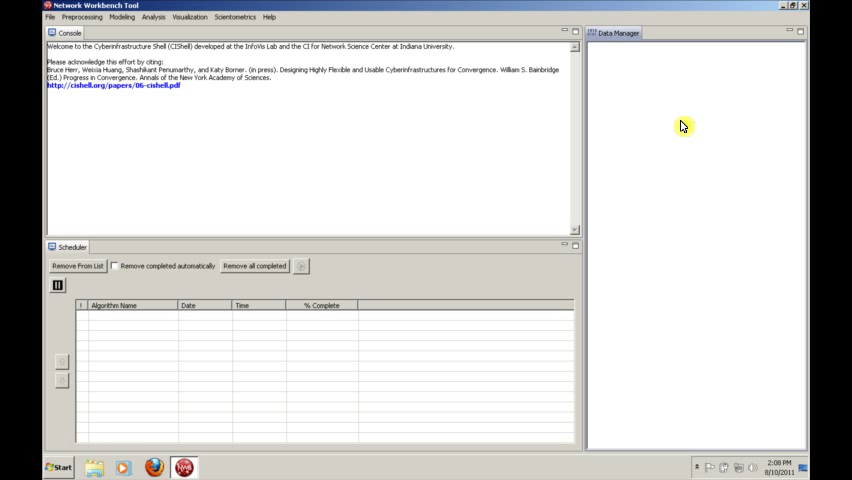 Network Workbench Tool
File Preprocessing Modeling Analysis Visualization Scientometrics Help
Console
Welcome to the Cyberinfrastructure Shell (CIShell) developed at the InfoVis Lab and the CI for Network Science Center at Indiana University.
Please acknowledge this effort by citing:
Bruce Herr, Weixia Huang, Shashikant Penumarthy, and Katy Borner. (in press). Designing Highly Flexible and Usable Cyberinfrastructures for Convergence. William S. Bainbridge
(Ed.) Progress in Convergence. Annals of the New York Academy of Sciences.
http://cishell.org/papers/06-cishell.pdf
Data Manager
Scheduler
Remove From List Remove completed automatically Remove all completed
! Algorithm Name Date Time % Complete
Start
2:08 PM
8/10/2011